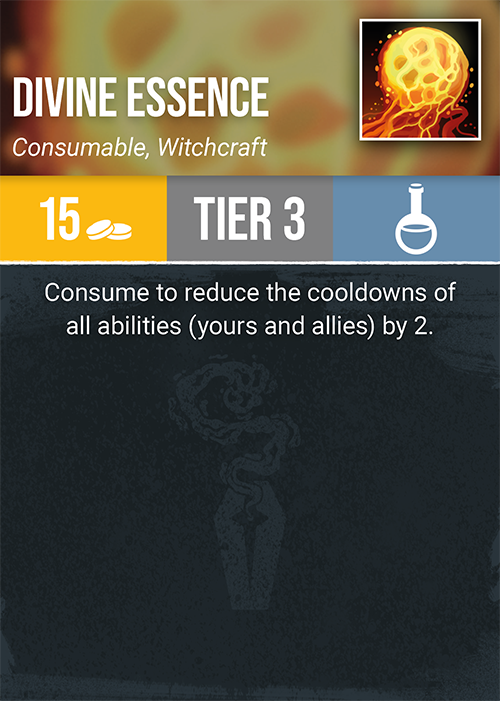 DIVINE ESSENCE
Consumable, Witchcraft
15
TIER 3
Consume to reduce the cooldowns of
all abilities (yours and allies) by 2.